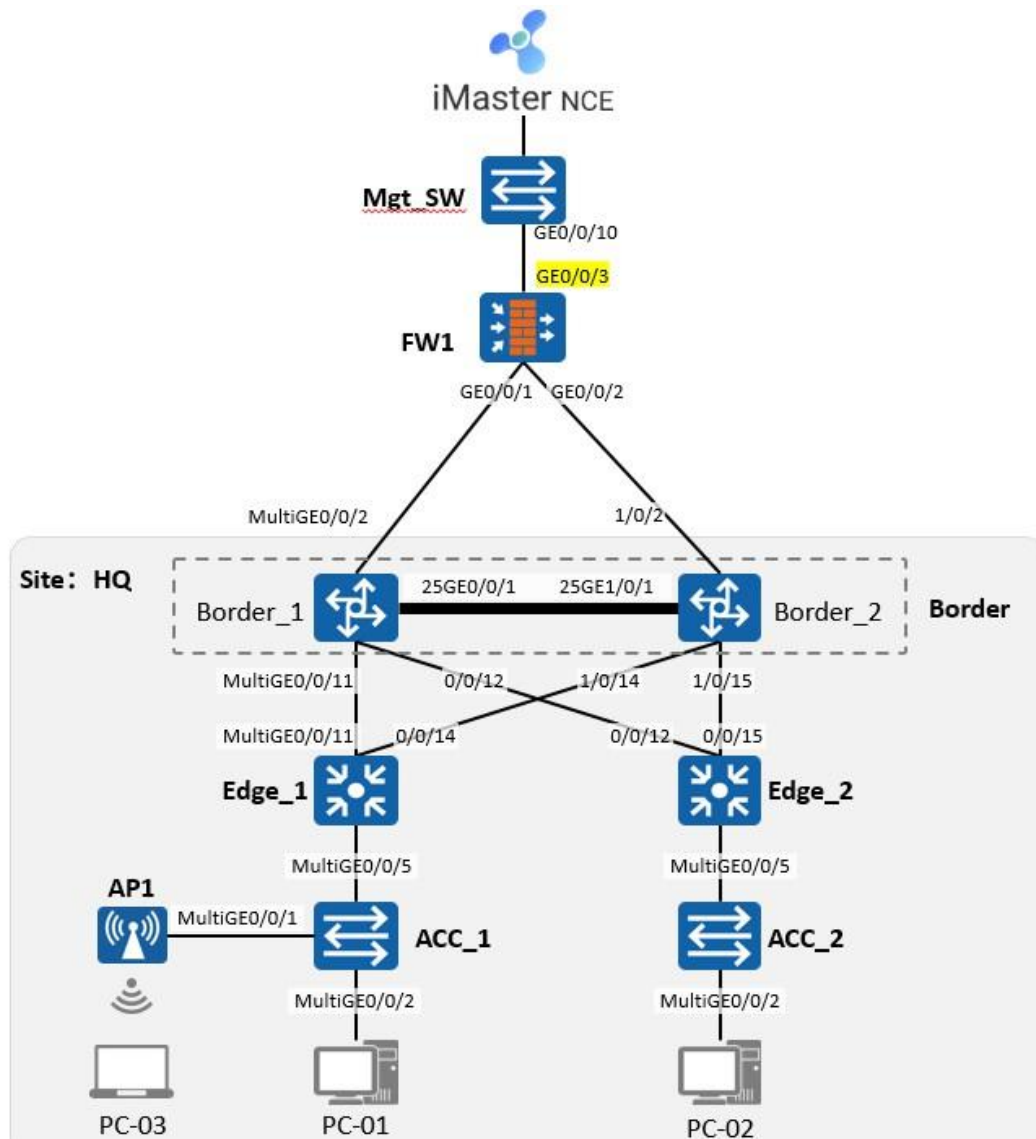 iMaster NCE
Mgt_SW
GE0/0/10
GE0/0/3
FW1
GE0/0/1
GE0/0/2
MultiGE0/0/2
1/0/2
Site：HQ
25GE0/0/1
25GE1/0/1
Border_1
Border_2
Border
MultiGE0/0/11
0/0/12
1/0/14
1/0/15
MultiGE0/0/11
0/0/14
0/0/12
0/0/15
Edge_1
Edge_2
MultiGE0/0/5
MultiGE0/0/5
AP1
MultiGE0/0/1
ACC_1
ACC_2
MultiGE0/0/2
MultiGE0/0/2
PC-03
PC-01
PC-02